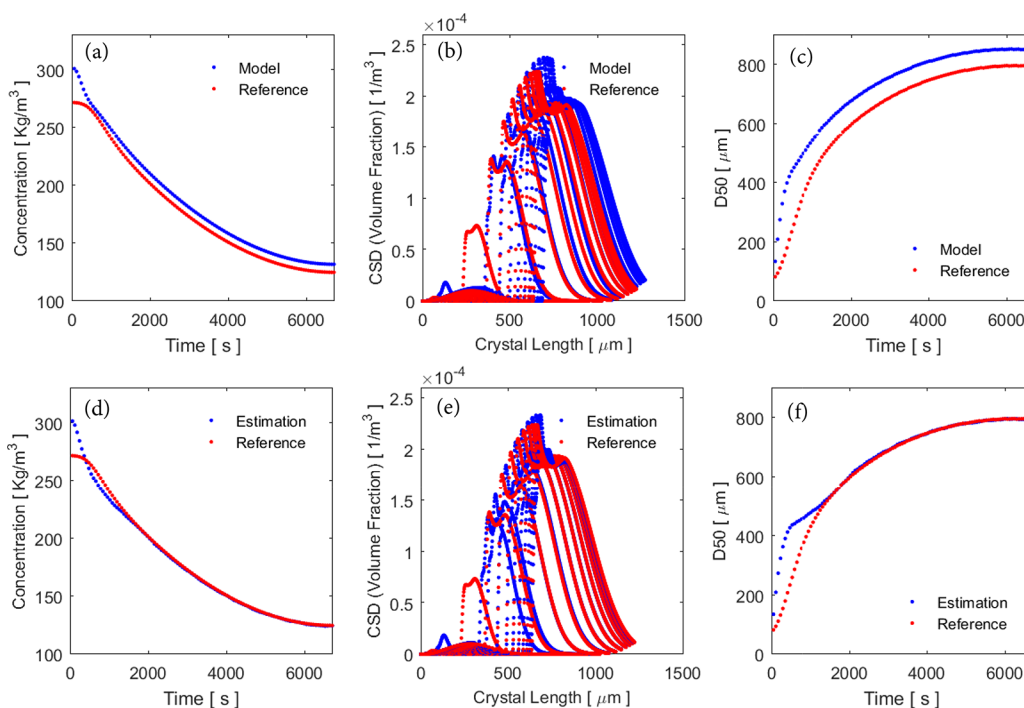 (a)
Model
Reference
Concentration [ Kg/m³ ]
300
250
200
150
100
0 2000 4000 6000
Time [ s ]
×10⁻⁴
(b)
Model
Reference
CSD (Volume Fraction) [ 1/m³ ]
2.5
2
1.5
1
0.5
0
0 500 1000 1500
Crystal Length [ μm ]
(c)
Model
Reference
D50 [ μm ]
800
600
400
200
0
0 2000 4000 6000
Time [ s ]
(d)
Estimation
Reference
Concentration [ Kg/m³ ]
300
250
200
150
100
0 2000 4000 6000
Time [ s ]
×10⁻⁴
(e)
Estimation
Reference
CSD (Volume Fraction) [ 1/m³ ]
2.5
2
1.5
1
0.5
0
0 500 1000 1500
Crystal Length [ μm ]
(f)
Estimation
Reference
D50 [ μm ]
800
600
400
200
0
0 2000 4000 6000
Time [ s ]